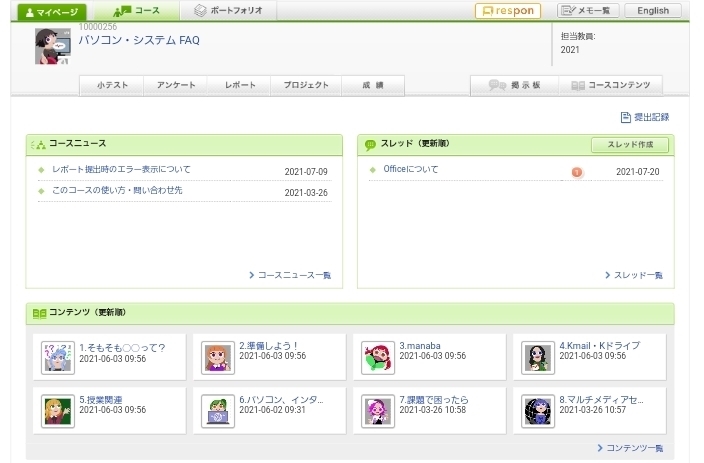 マイページ
コース
ポートフォリオ
respon
メモ一覧
English
10000256
パソコン・システム FAQ
担当教員:
2021
小テスト
アンケート
レポート
プロジェクト
成績
掲示板
コースコンテンツ
提出記録
コースニュース
レポート提出時のエラー表示について
2021-07-09
このコースの使い方・問い合わせ先
2021-03-26
コースニュース一覧
スレッド（更新順）
スレッド作成
Officeについて
1
2021-07-20
スレッド一覧
コンテンツ（更新順）
1.そもそも〇〇って？
2021-06-03 09:56
2.準備しよう！
2021-06-03 09:56
3.manaba
2021-06-03 09:56
4.Kmail・Kドライブ
2021-06-03 09:56
5.授業関連
2021-06-03 09:56
6.パソコン、インタ...
2021-06-02 09:31
7.課題で困ったら
2021-03-26 10:58
8.マルチメディアセ...
2021-03-26 10:57
コンテンツ一覧